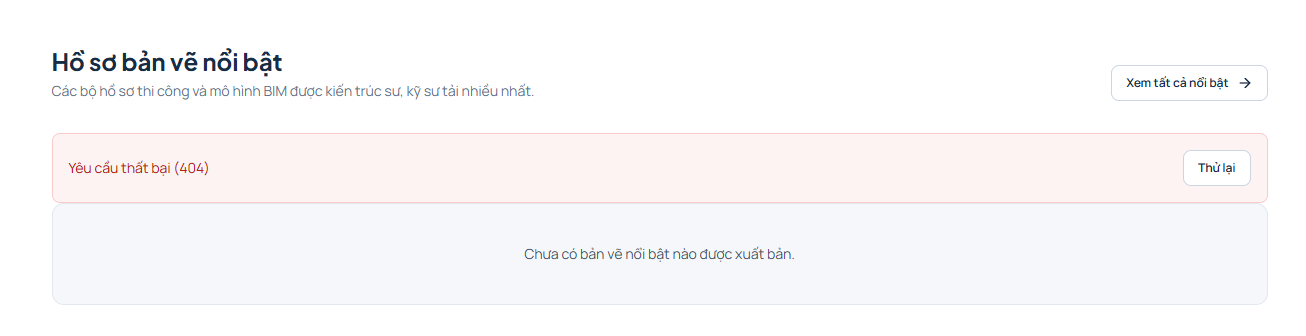 Hồ sơ bản vẽ nổi bật
Các bộ hồ sơ thi công và mô hình BIM được kiến trúc sư, kỹ sư tải nhiều nhất.
Xem tất cả nổi bật
Yêu cầu thất bại (404)
Thử lại
Chưa có bản vẽ nổi bật nào được xuất bản.